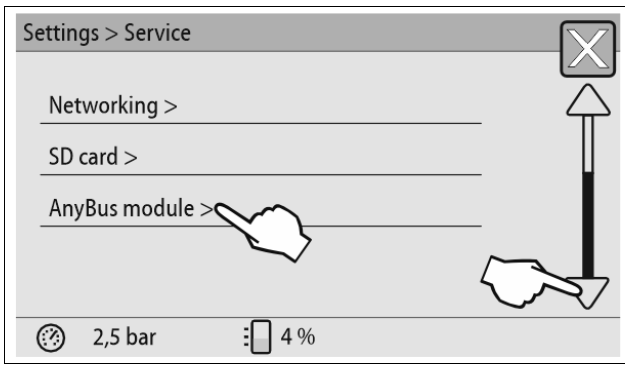 Settings > Service
Networking >
SD card >
AnyBus module >
2,5 bar
4 %